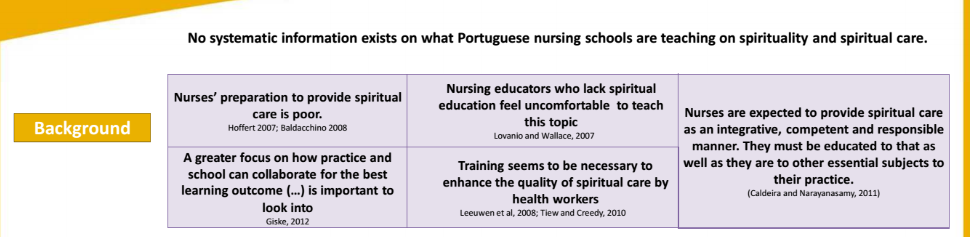 No systematic information exists on what Portuguese nursing schools are teaching on spirituality and spiritual care.
Background
Nurses' preparation to provide spiritual
care is poor.
Hoffert 2007; Baldacchino 2008
Nursing educators who lack spiritual
education feel uncomfortable to teach
this topic
Lovanio and Wallace, 2007
Nurses are expected to provide spiritual care
as an integrative, competent and responsible
manner. They must be educated to that as
well as they are to other essential subjects to
their practice.
(Caldeira and Narayanasamy, 2011)
A greater focus on how practice and
school can collaborate for the best
learning outcome (...) is important to
look into
Giske, 2012
Training seems to be necessary to
enhance the quality of spiritual care by
health workers
Leeuwen et al, 2008; Tiew and Creedy, 2010